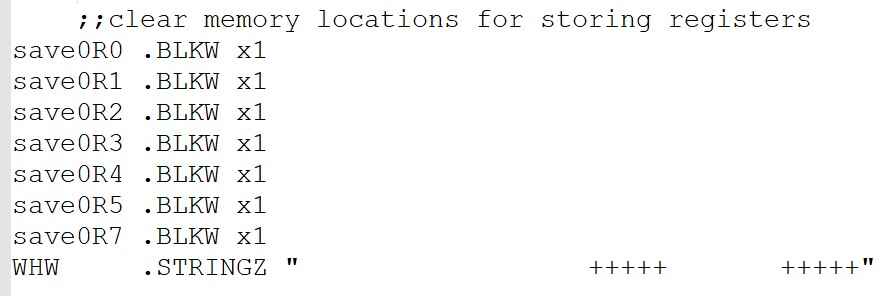 ;;clear memory locations for storing registers
save0R0 .BLKW x1
save0R1 .BLKW x1
save0R2 .BLKW x1
save0R3 .BLKW x1
save0R4 .BLKW x1
save0R5 .BLKW x1
save0R7 .BLKW x1
WHW     .STRINGZ "                  +++++       +++++"